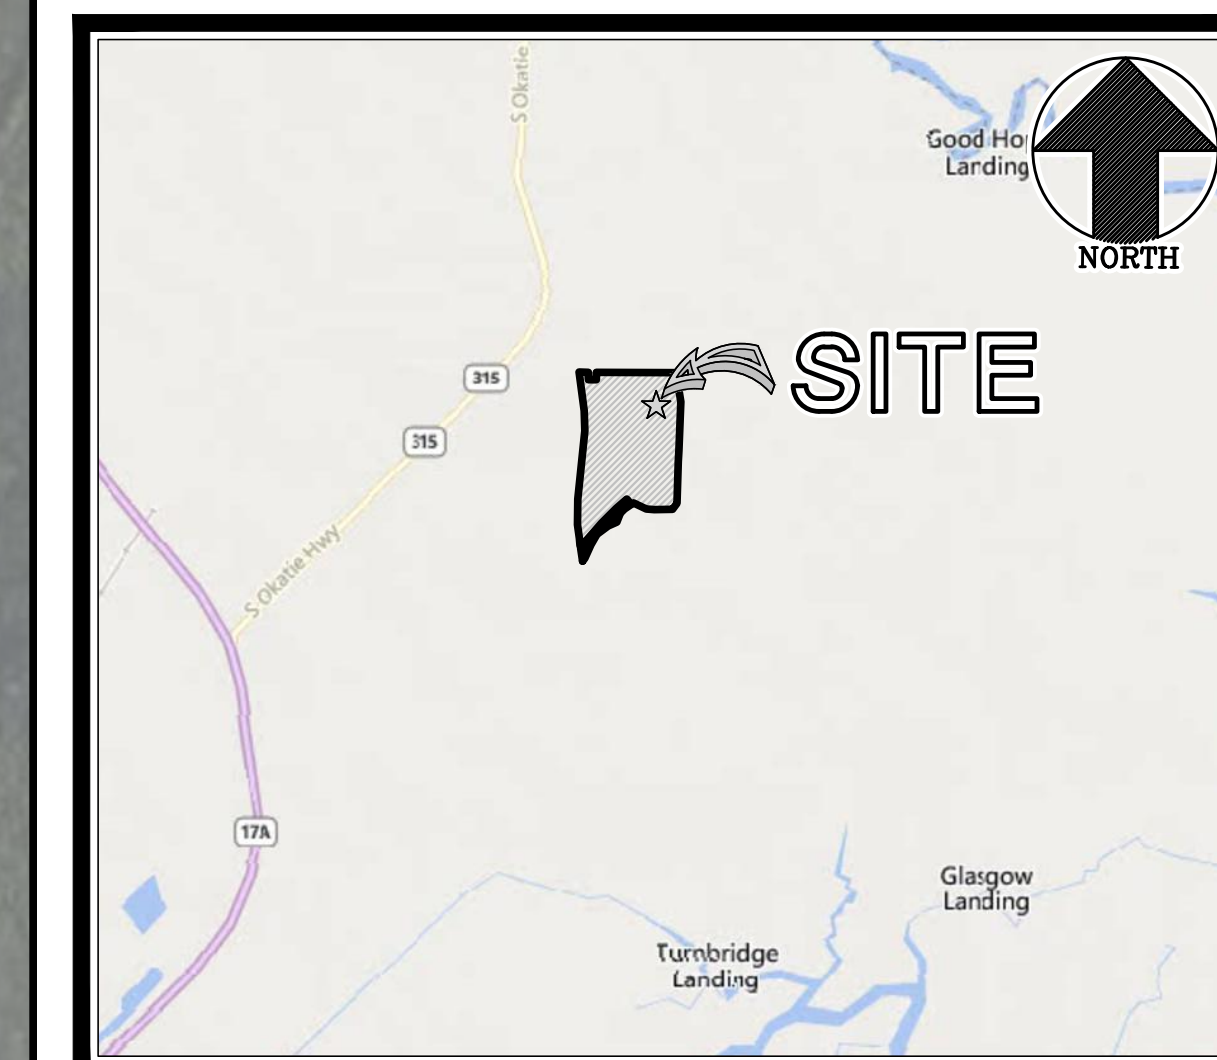 S Okatie
Good Ho
Landing
NORTH
SITE
315
315
S Okatie Hwy
17A
Glasgow
Landing
Turnbridge
Landing